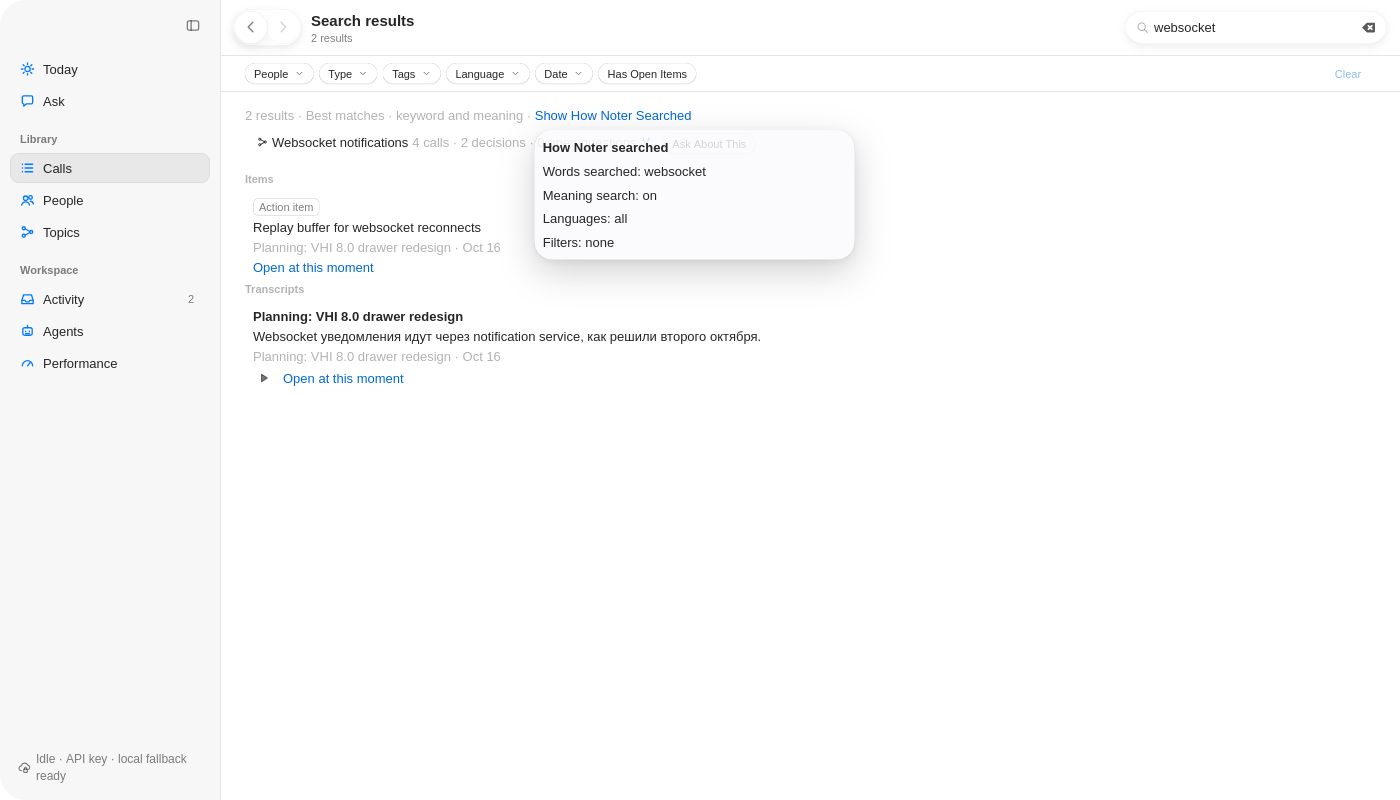 Search results
2 results
websocket
Today
Ask
Library
Calls
People
Topics
Workspace
Activity 2
Agents
Performance
Idle · API key · local fallback
ready
People Type Tags Language Date Has Open Items Clear
2 results · Best matches · keyword and meaning · Show How Noter Searched
Websocket notifications 4 calls · 2 decisions · Ask About This
How Noter searched
Words searched: websocket
Meaning search: on
Languages: all
Filters: none
Items
Action item
Replay buffer for websocket reconnects
Planning: VHI 8.0 drawer redesign · Oct 16
Open at this moment
Transcripts
Planning: VHI 8.0 drawer redesign
Websocket уведомления идут через notification service, как решили второго октября.
Planning: VHI 8.0 drawer redesign · Oct 16
Open at this moment